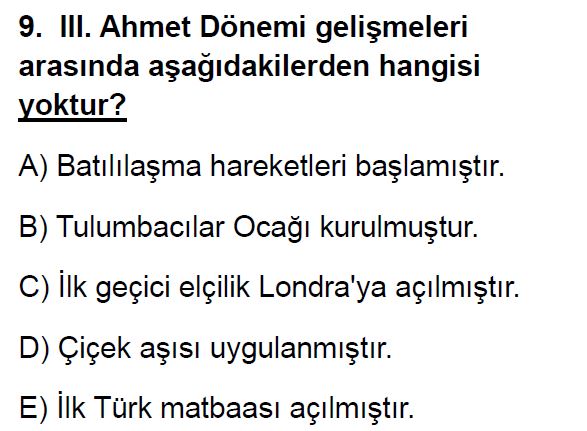 9. III. Ahmet Dönemi gelişmeleri
arasında aşağıdakilerden hangisi
yoktur?
A) Batılılaşma hareketleri başlamıştır.
B) Tulumbacılar Ocağı kurulmuştur.
C) İlk geçici elçilik Londra'ya açılmıştır.
D) Çiçek aşısı uygulanmıştır.
E) İlk Türk matbaası açılmıştır.